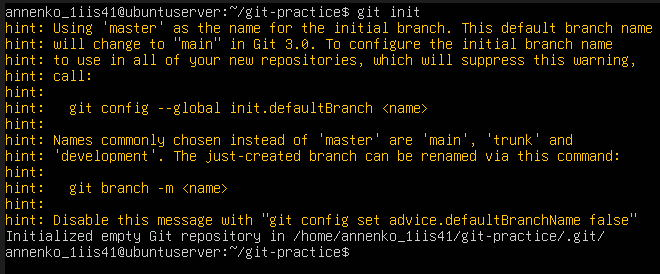 annenko_1iis41@ubuntuserver:~/git-practice$ git init
hint: Using 'master' as the name for the initial branch. This default branch name
hint: will change to "main" in Git 3.0. To configure the initial branch name
hint: to use in all of your new repositories, which will suppress this warning,
hint: call:
hint:
hint:   git config --global init.defaultBranch <name>
hint:
hint: Names commonly chosen instead of 'master' are 'main', 'trunk' and
hint: 'development'. The just-created branch can be renamed via this command:
hint:
hint:   git branch -m <name>
hint:
hint: Disable this message with "git config set advice.defaultBranchName false"
Initialized empty Git repository in /home/annenko_1iis41/git-practice/.git/
annenko_1iis41@ubuntuserver:~/git-practice$